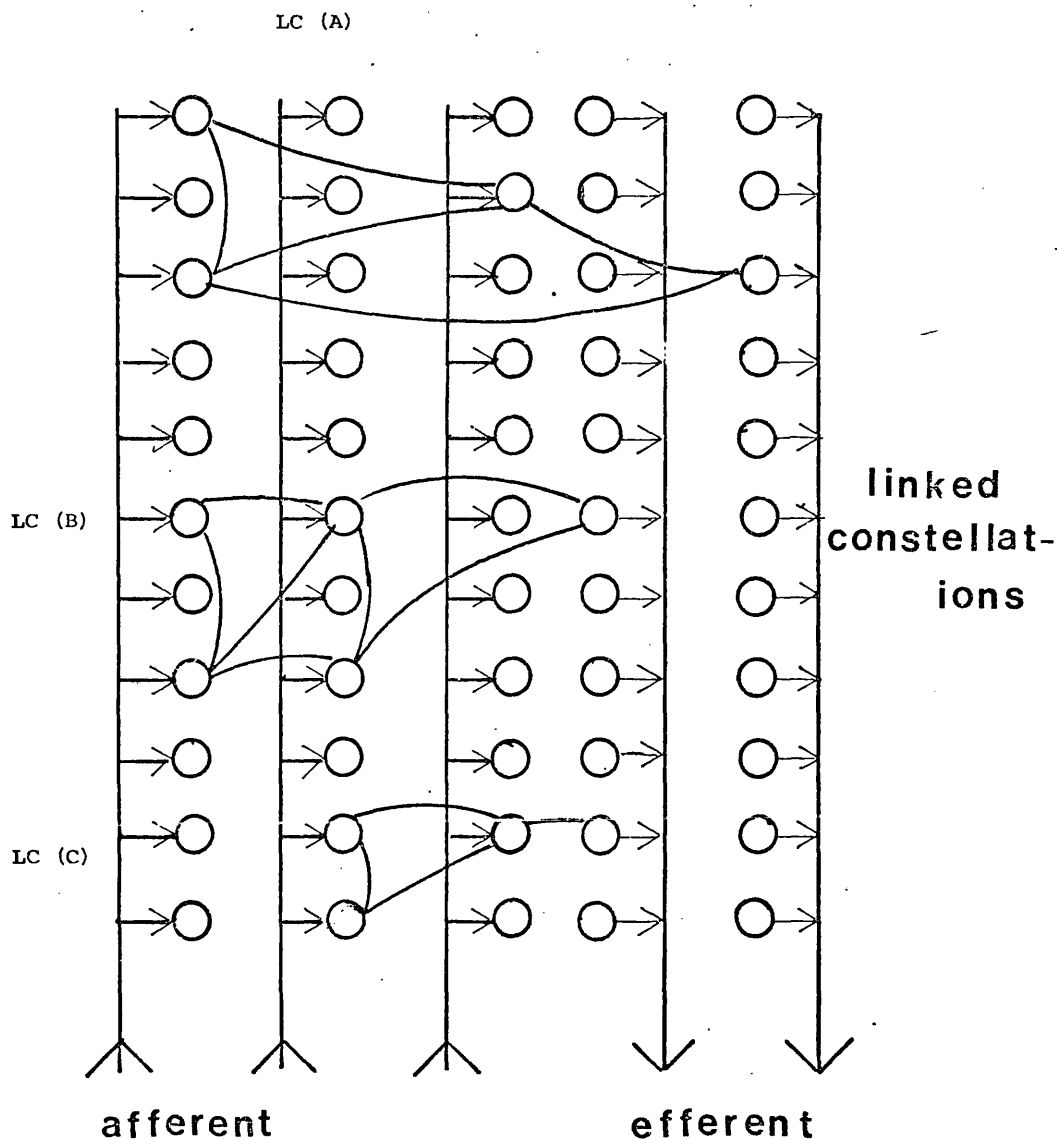 LC (A)
LC (B)
linked
constellat-
ions
LC (C)
afferent
efferent